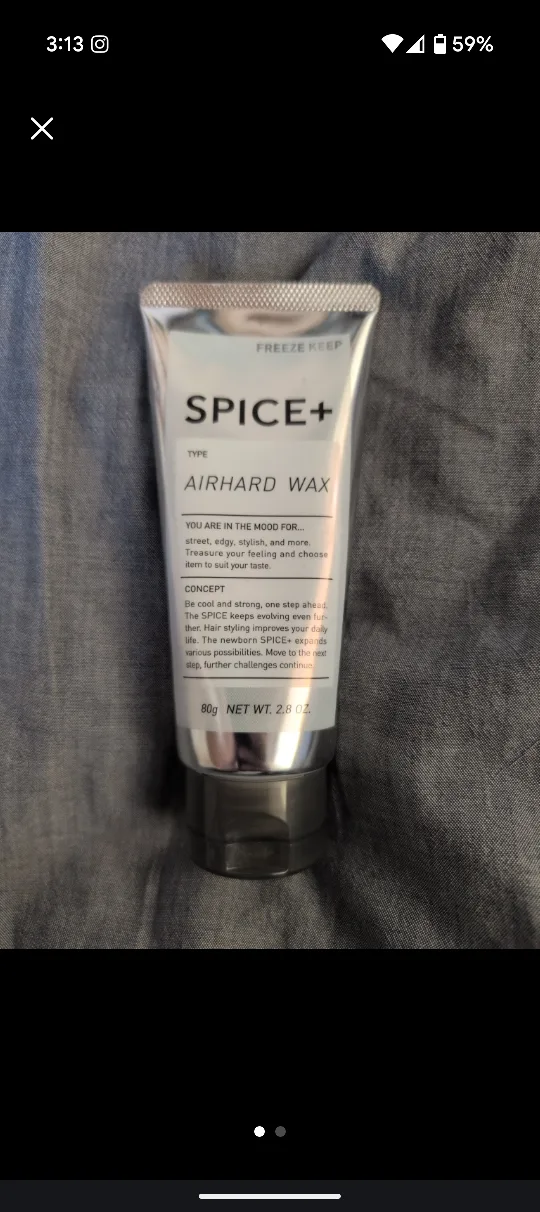 3:13
59%
FREEZE KEEP
SPICE+
TYPE
AIRHARD WAX
YOU ARE IN THE MOOD FOR...
street, edgy, stylish, and more.
Treasure your feeling and choose
item to suit your taste.
CONCEPT
Be cool and strong, one step ahead.
The SPICE keeps evolving even fur-
ther. Hair styling improves your daily
life. The newborn SPICE+ expands
various possibilities. Move to the next
step, further challenges continue.
80g NET WT. 2.8 OZ.